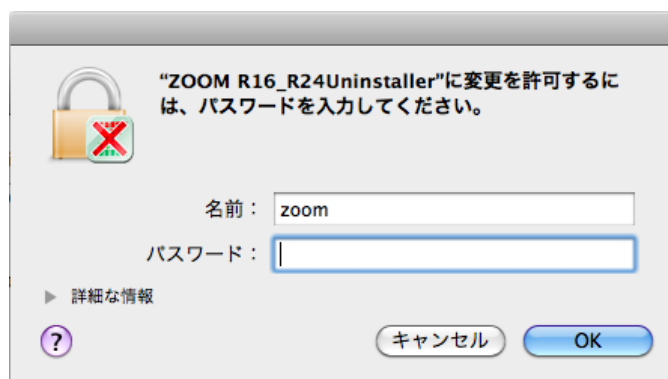 “ZOOM R16_R24Uninstaller”に変更を許可するに
は、パスワードを入力してください。
名前：
zoom
パスワード：
詳細な情報
?
キャンセル
OK